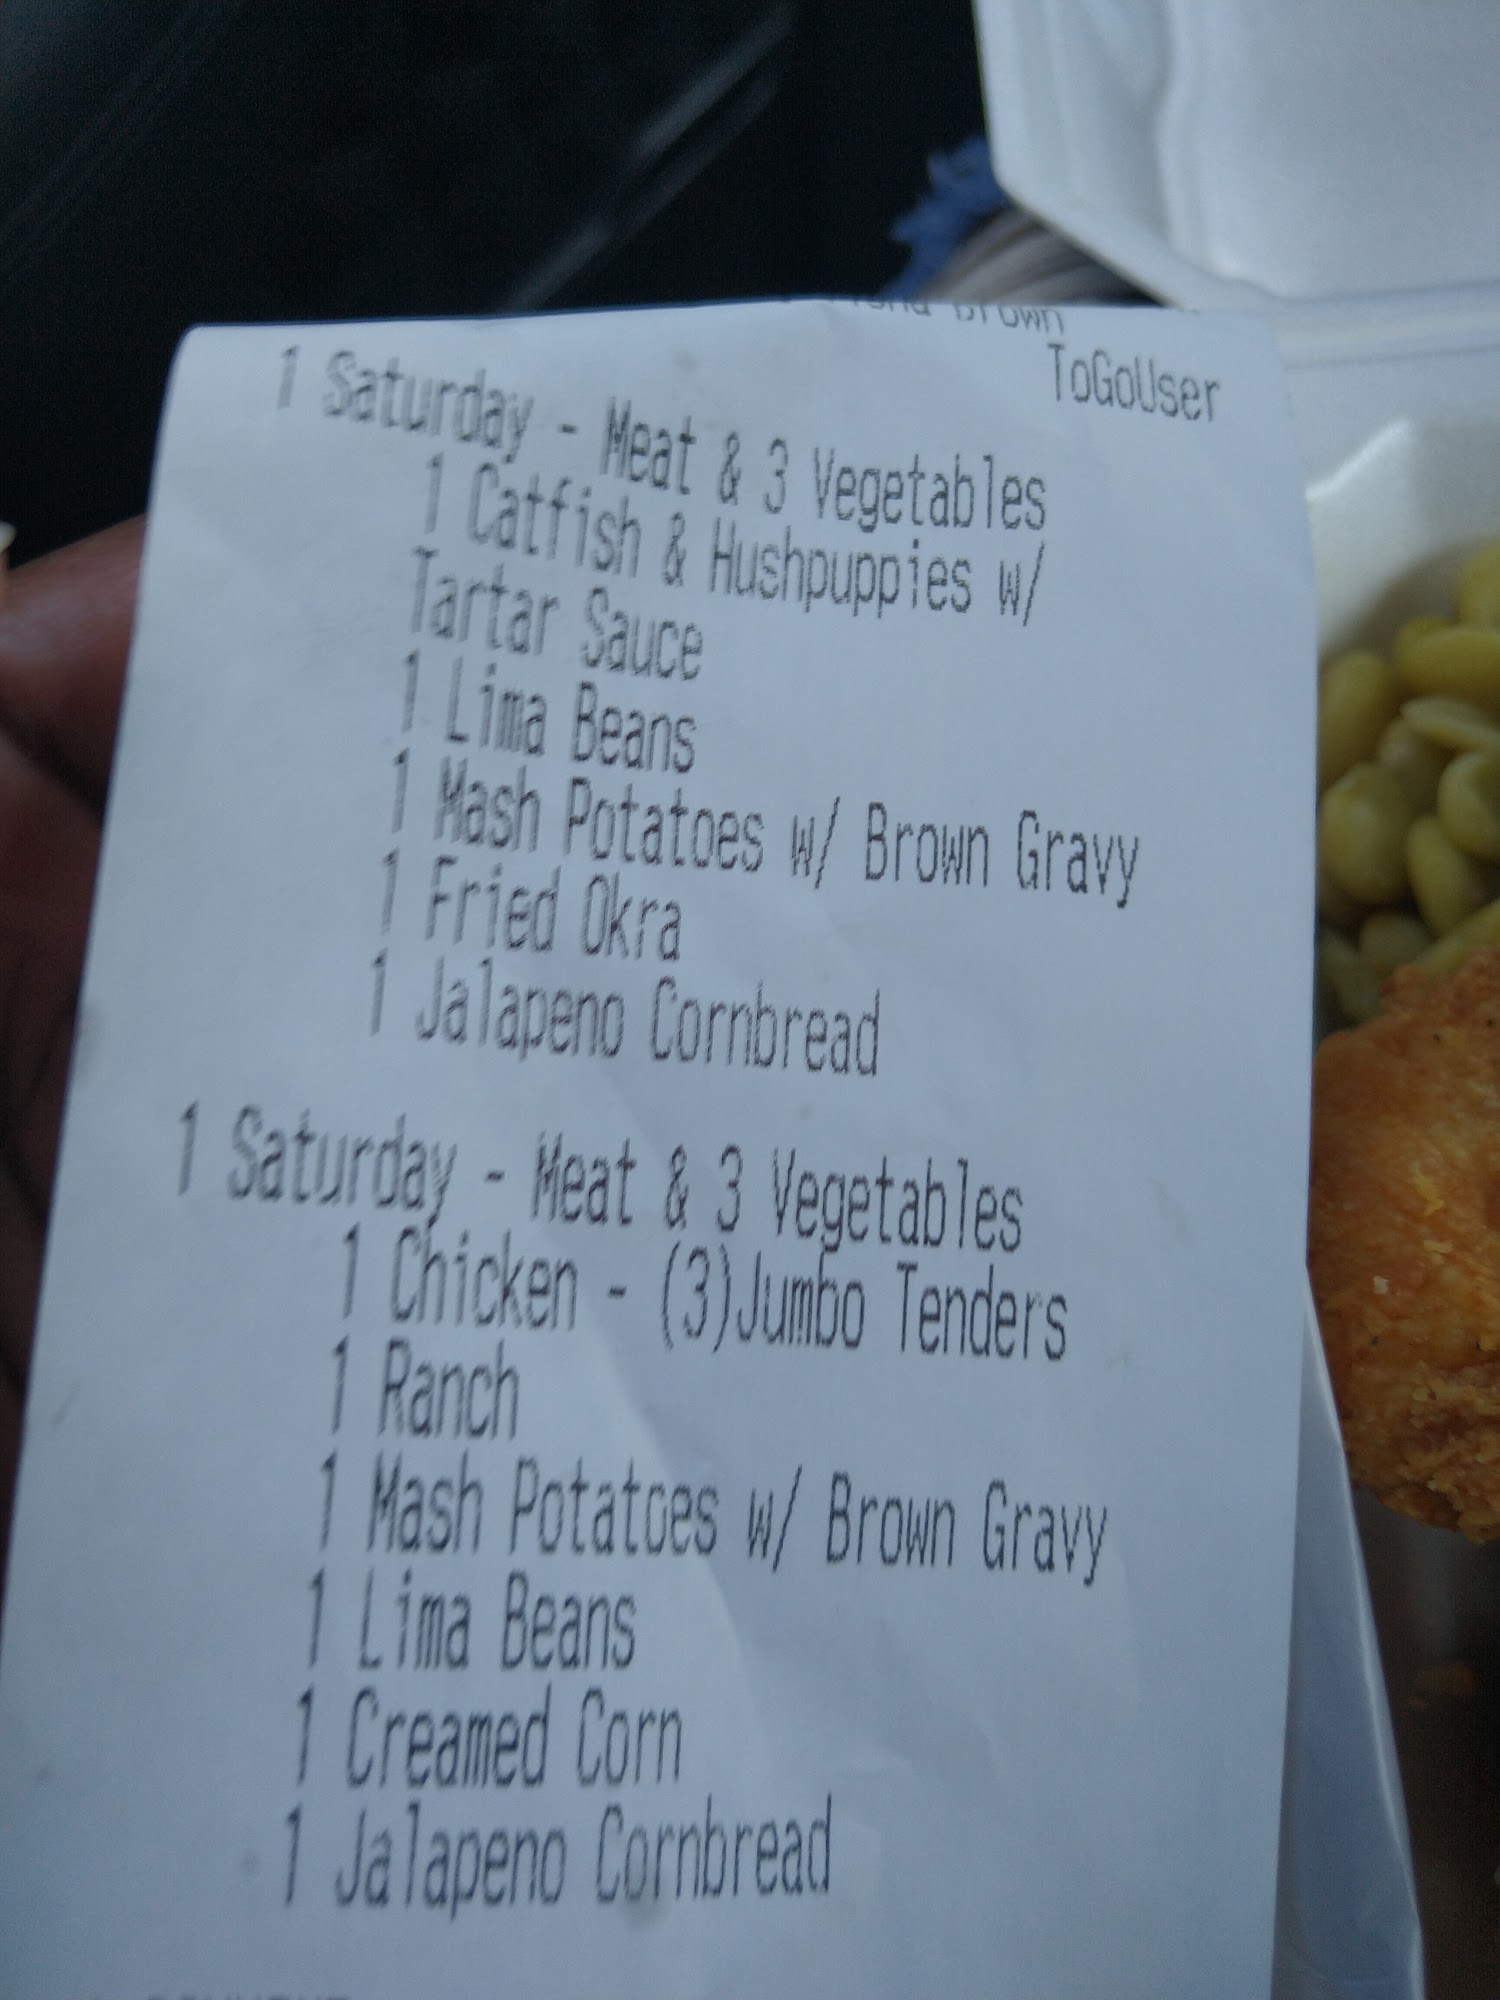 Brown
ToGoUser
1 Saturday - Meat & 3 Vegetables
1 Catfish & Hushpuppies w/
Tartar Sauce
1 Lima Beans
1 Mash Potatoes w/ Brown Gravy
1 Fried Okra
1 Jalapeno Cornbread
1 Saturday - Meat & 3 Vegetables
1 Chicken - (3)Jumbo Tenders
1 Ranch
1 Mash Potatoes w/ Brown Gravy
1 Lima Beans
1 Creamed Corn
1 Jalapeno Cornbread